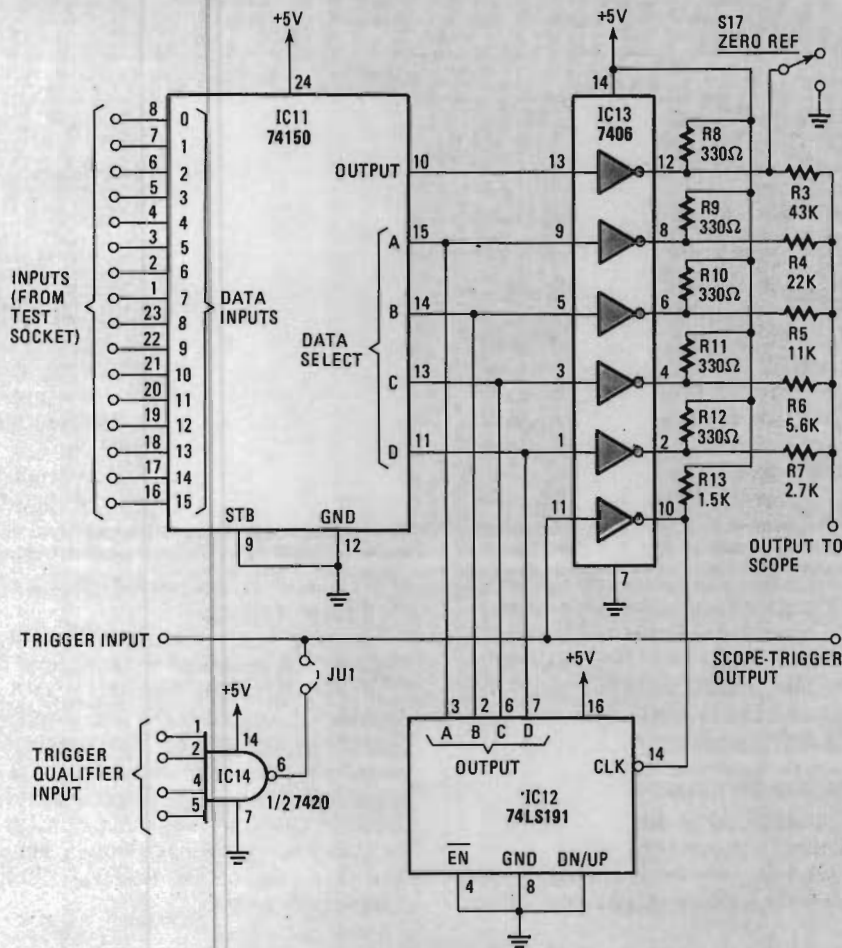 +5V
24
IC11
74150
INPUTS
(FROM
TEST
SOCKET)
8 0
7 1
6 2
5 3
4 4
3 5
2 6
1 7
23 8
22 9
21 10
20 11
19 12
18 13
17 14
16 15
DATA
INPUTS
OUTPUT 10
DATA
SELECT
A 15
B 14
C 13
D 11
STB
9
GND
12
+5V
14
IC13
7406
13 12
9 8
5 6
3 4
1 2
11 10
7
S17
ZERO REF
R8
330Ω
R9
330Ω
R10
330Ω
R11
330Ω
R12
330Ω
R13
1.5K
R3
43K
R4
22K
R5
11K
R6
5.6K
R7
2.7K
OUTPUT TO
SCOPE
TRIGGER INPUT
SCOPE-TRIGGER
OUTPUT
JU1
+5V
14
TRIGGER
QUALIFIER
INPUT
1
2
4
5
IC14
6
1/2 7420
7
+5V
3 2 6 7 16
A B C D
OUTPUT
CLK 14
IC12
74LS191
EN GND DN/UP
4 8 5